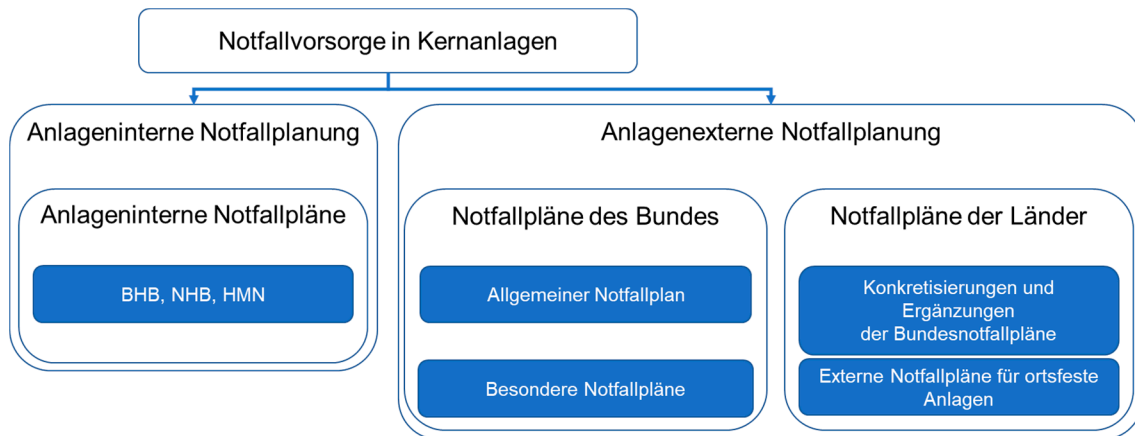 Notfallvorsorge in Kernanlagen
Anlageninterne Notfallplanung
Anlageninterne Notfallpläne
BHB, NHB, HMN
Anlagenexterne Notfallplanung
Notfallpläne des Bundes
Allgemeiner Notfallplan
Besondere Notfallpläne
Notfallpläne der Länder
Konkretisierungen und
Ergänzungen
der Bundesnotfallpläne
Externe Notfallpläne für ortsfeste
Anlagen